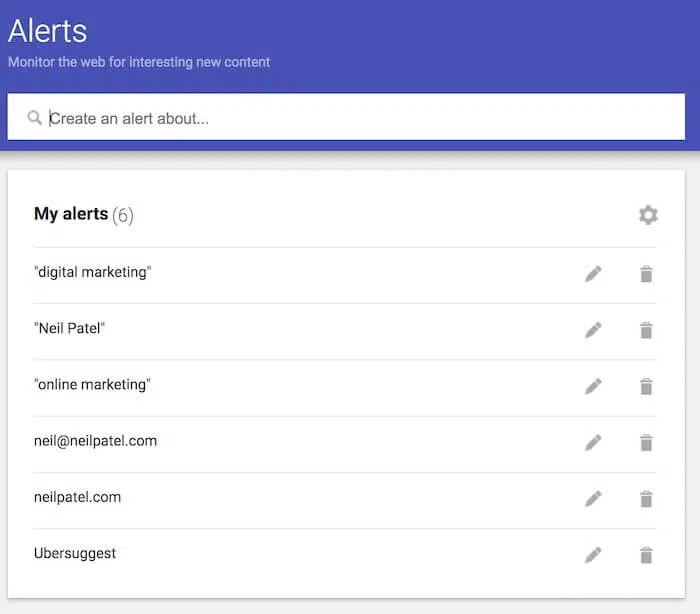 Alerts
Monitor the web for interesting new content
Create an alert about...
My alerts (6)
"digital marketing"
"Neil Patel"
"online marketing"
neil@neilpatel.com
neilpatel.com
Ubersuggest